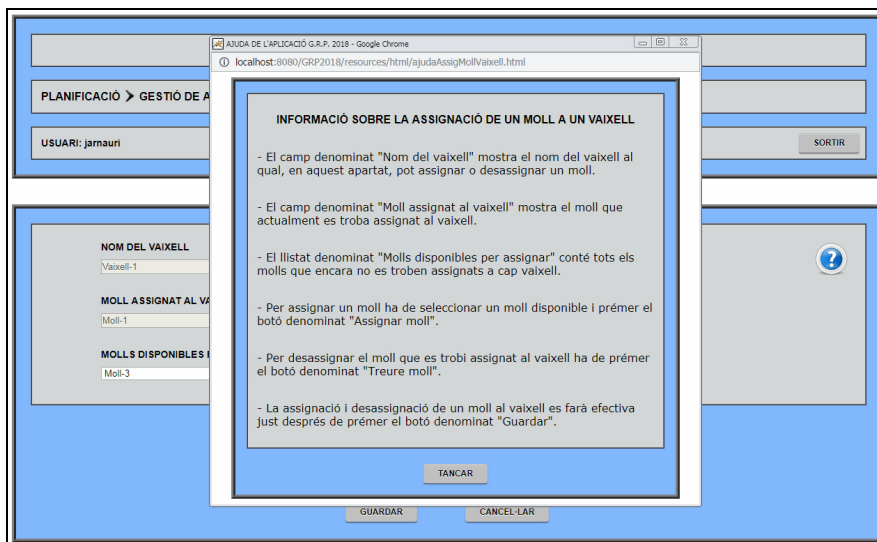 AJUDA DE L'APLICACIÓ G.R.P. 2018 - Google Chrome
localhost:8080/GRP2018/resources/html/ajudaAssigMollVaixell.html
PLANIFICACIÓ > GESTIÓ DE A
USUARI: jarnauri
SORTIR
INFORMACIÓ SOBRE LA ASSIGNACIÓ DE UN MOLL A UN VAIXELL
- El camp denominat "Nom del vaixell" mostra el nom del vaixell al
qual, en aquest apartat, pot assignar o desassignar un moll.
- El camp denominat "Moll assignat al vaixell" mostra el moll que
actualment es troba assignat al vaixell.
- El llistat denominat "Molls disponibles per assignar" conté tots els
molls que encara no es troben assignats a cap vaixell.
- Per assignar un moll ha de seleccionar un moll disponible i prémer el
botó denominat "Assignar moll".
- Per desassignar el moll que es trobi assignat al vaixell ha de prémer
el botó denominat "Treure moll".
- La assignació i desassignació de un moll al vaixell es farà efectiva
just després de prémer el botó denominat "Guardar".
TANCAR
NOM DEL VAIXELL
Vaixell-1
MOLL ASSIGNAT AL VA
Moll-1
MOLLS DISPONIBLES
Moll-3
?
GUARDAR
CANCEL·LAR